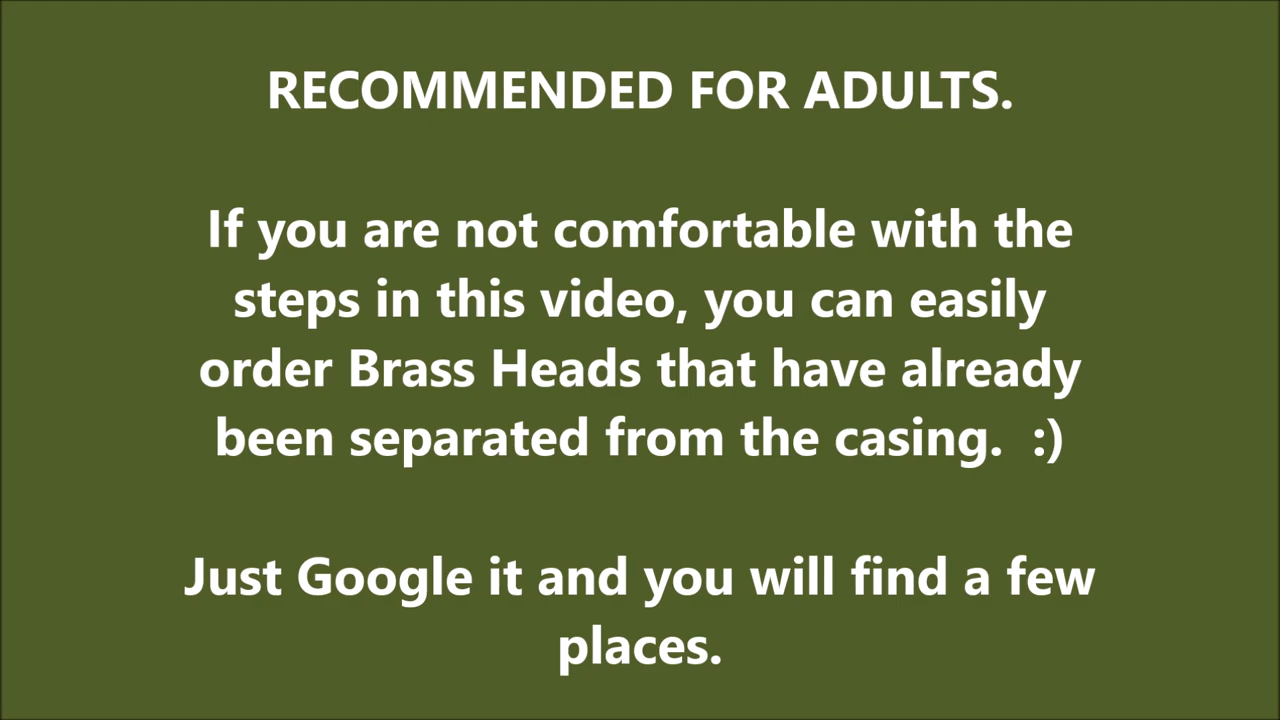 RECOMMENDED FOR ADULTS.
If you are not comfortable with the
steps in this video, you can easily
order Brass Heads that have already
been separated from the casing.  :)
Just Google it and you will find a few
places.